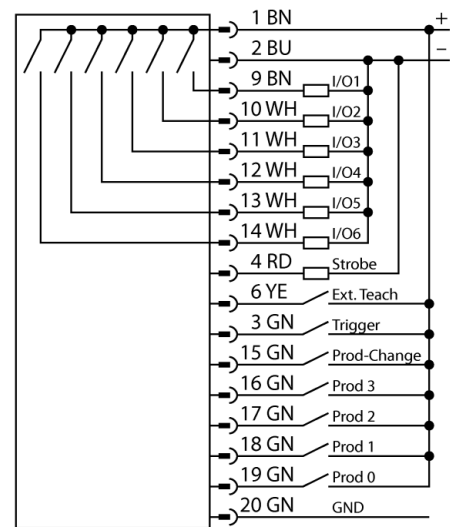 1 BN +
2 BU −
9 BN I/O1
10 WH I/O2
11 WH I/O3
12 WH I/O4
13 WH I/O5
14 WH I/O6
4 RD Strobe
6 YE Ext. Teach
3 GN Trigger
15 GN Prod-Change
16 GN Prod 3
17 GN Prod 2
18 GN Prod 1
19 GN Prod 0
20 GN GND